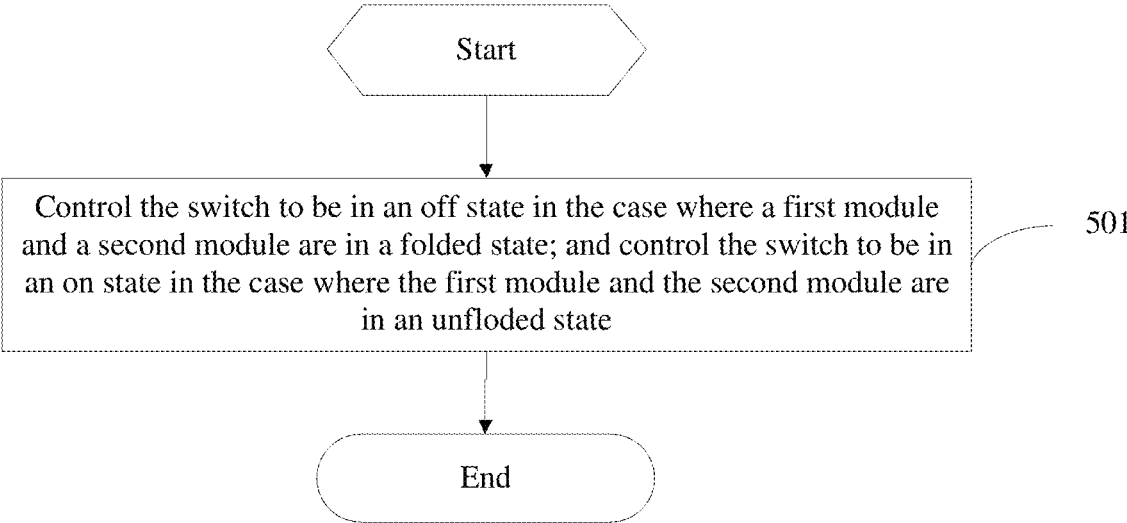 Start
Control the switch to be in an off state in the case where a first module
and a second module are in a folded state; and control the switch to be in
an on state in the case where the first module and the second module are
in an unfloded state
501
End